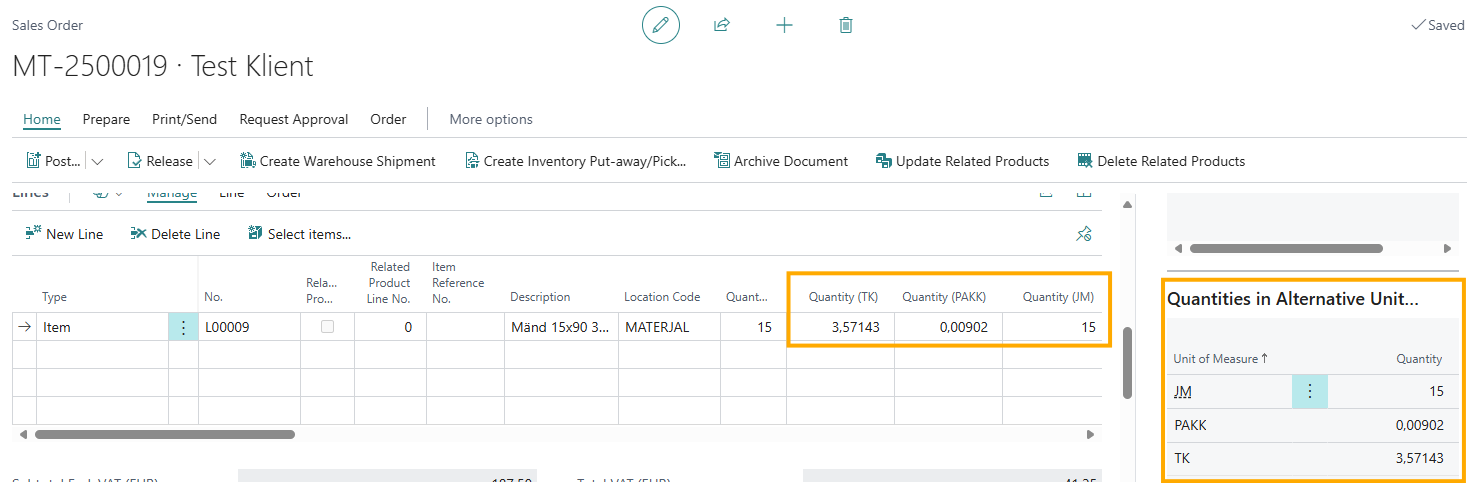 Sales Order
Saved
MT-2500019 · Test Klient
Home Prepare Print/Send Request Approval Order More options
Post... Release Create Warehouse Shipment Create Inventory Put-away/Pick... Archive Document Update Related Products Delete Related Products
Lines Manage Line Order
New Line Delete Line Select items...
Type No. Rela... Pro... Related Product Line No. Item Reference No. Description Location Code Quant... Quantity (TK) Quantity (PAKK) Quantity (JM)
Item L00009 0 Mänd 15x90 3... MATERJAL 15 3,57143 0,00902 15
Subtotal Excl. VAT (EUR) 187,50 Total VAT (EUR) 41,25
Quantities in Alternative Unit...
Unit of Measure Quantity
JM 15
PAKK 0,00902
TK 3,57143